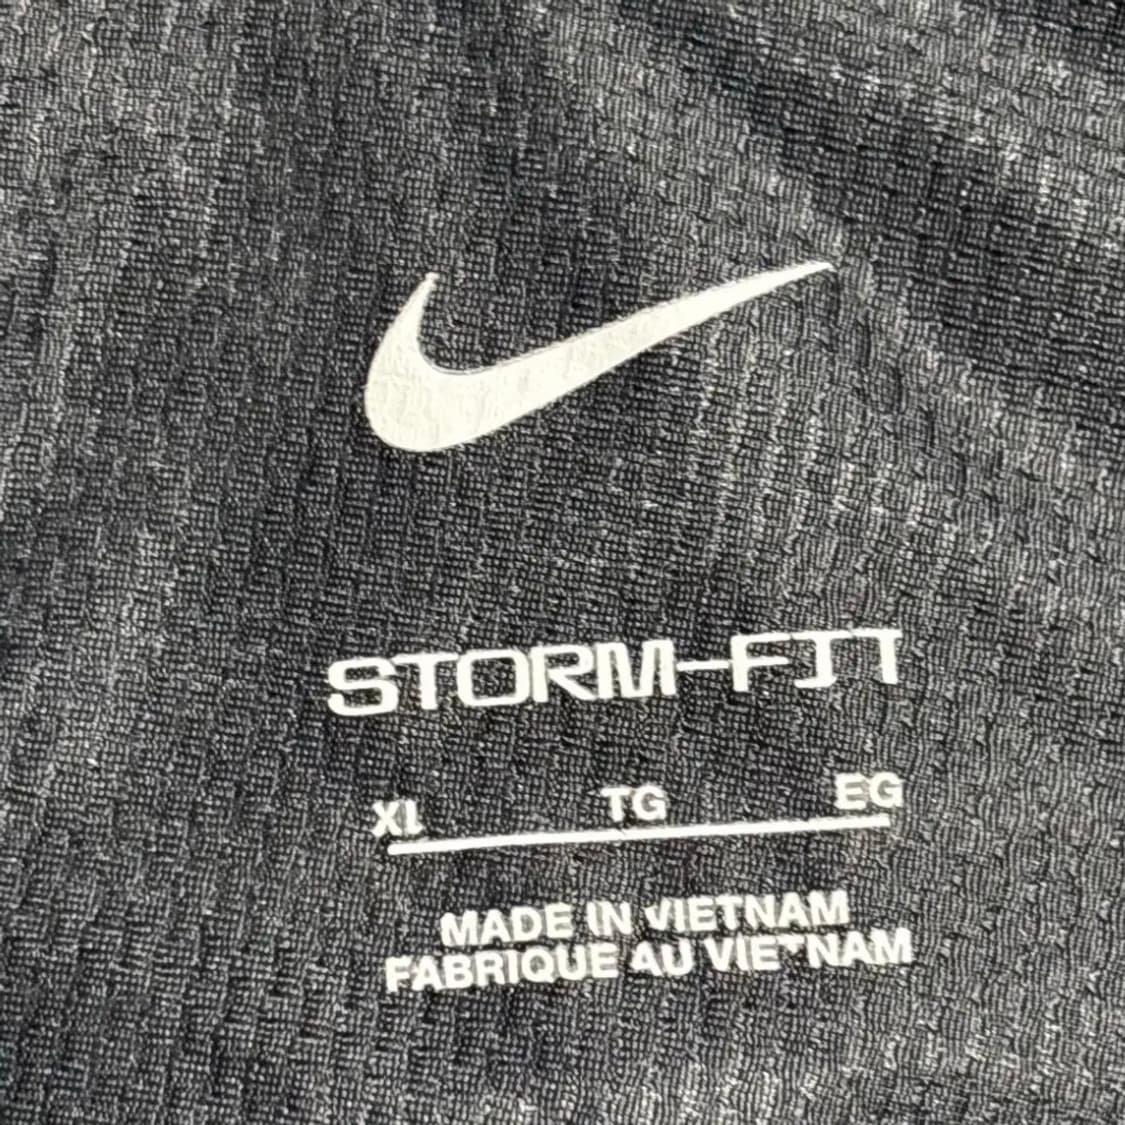 STORM-FIT
XL TG EG
MADE IN VIETNAM
FABRIQUE AU VIETNAM